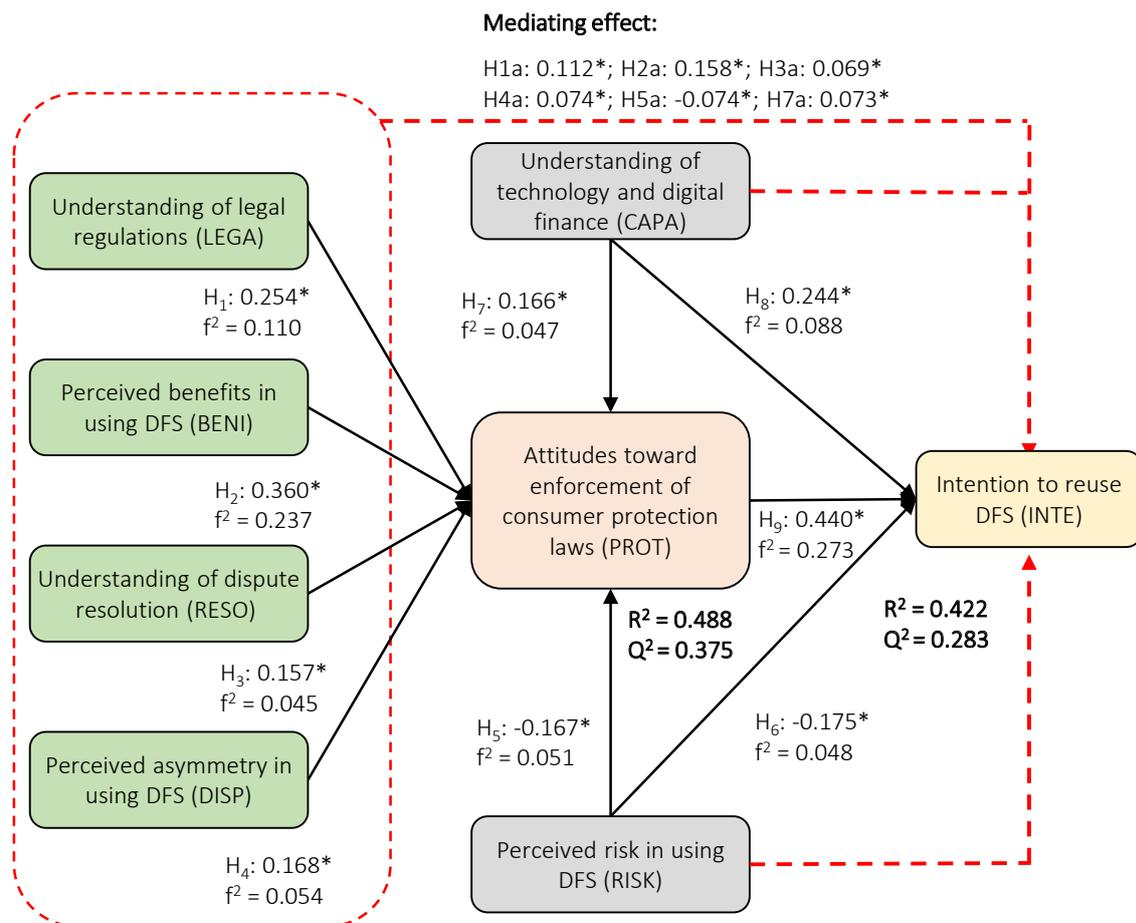 Mediating effect:
H1a: 0.112*; H2a: 0.158*; H3a: 0.069*
H4a: 0.074*; H5a: -0.074*; H7a: 0.073*
Understanding of legal
regulations (LEGA)
H₁: 0.254*
f² = 0.110
Perceived benefits in
using DFS (BENI)
H₂: 0.360*
f² = 0.237
Understanding of dispute
resolution (RESO)
H₃: 0.157*
f² = 0.045
Perceived asymmetry in
using DFS (DISP)
H₄: 0.168*
f² = 0.054
Understanding of
technology and digital
finance (CAPA)
H₇: 0.166*
f² = 0.047
H₈: 0.244*
f² = 0.088
Attitudes toward
enforcement of
consumer protection
laws (PROT)
H₉: 0.440*
f² = 0.273
R² = 0.488
Q² = 0.375
Intention to reuse
DFS (INTE)
R² = 0.422
Q² = 0.283
H₅: -0.167*
f² = 0.051
H₆: -0.175*
f² = 0.048
Perceived risk in using
DFS (RISK)